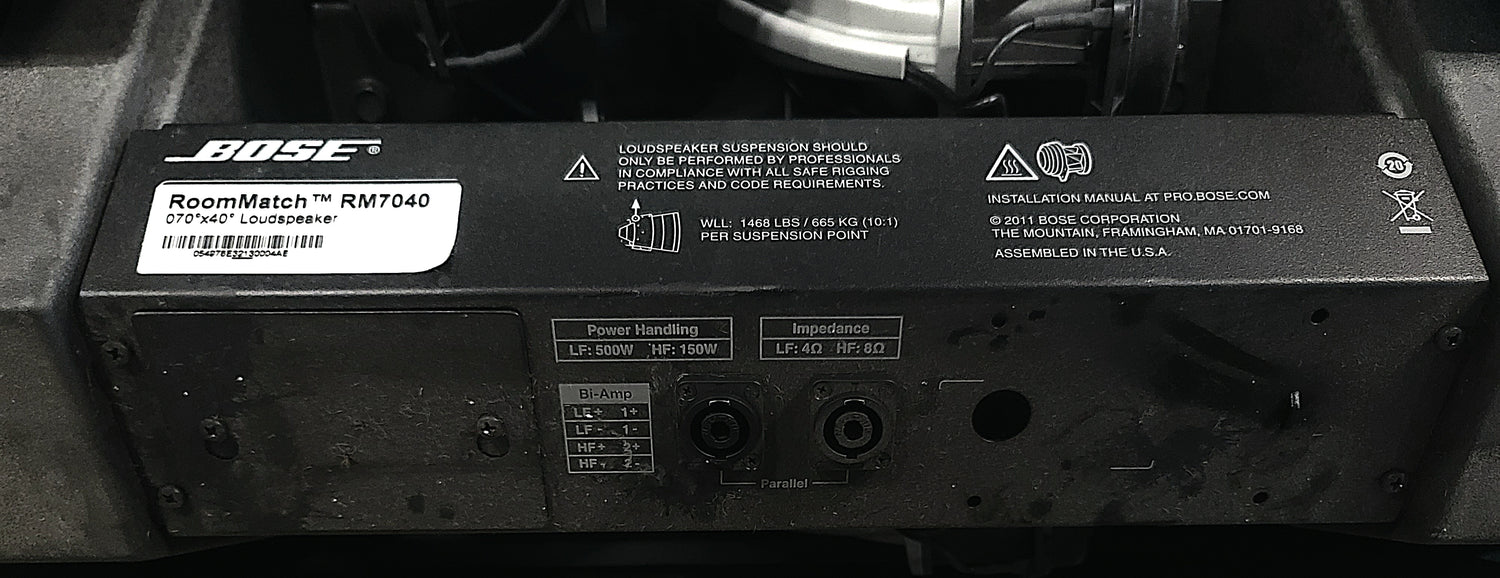 BOSE®
RoomMatch™ RM7040
070°x40° Loudspeaker
054976E32130004AE
LOUDSPEAKER SUSPENSION SHOULD
ONLY BE PERFORMED BY PROFESSIONALS
IN COMPLIANCE WITH ALL SAFE RIGGING
PRACTICES AND CODE REQUIREMENTS.
WLL: 1468 LBS / 665 KG (10:1)
PER SUSPENSION POINT
INSTALLATION MANUAL AT PRO.BOSE.COM
© 2011 BOSE CORPORATION
THE MOUNTAIN, FRAMINGHAM, MA 01701-9168
ASSEMBLED IN THE U.S.A.
20
Power Handling
LF: 500W HF: 150W
Impedance
LF: 4Ω HF: 8Ω
Bi-Amp
LF+ 1+
LF- 1-
HF+ 2+
HF- 2-
Parallel